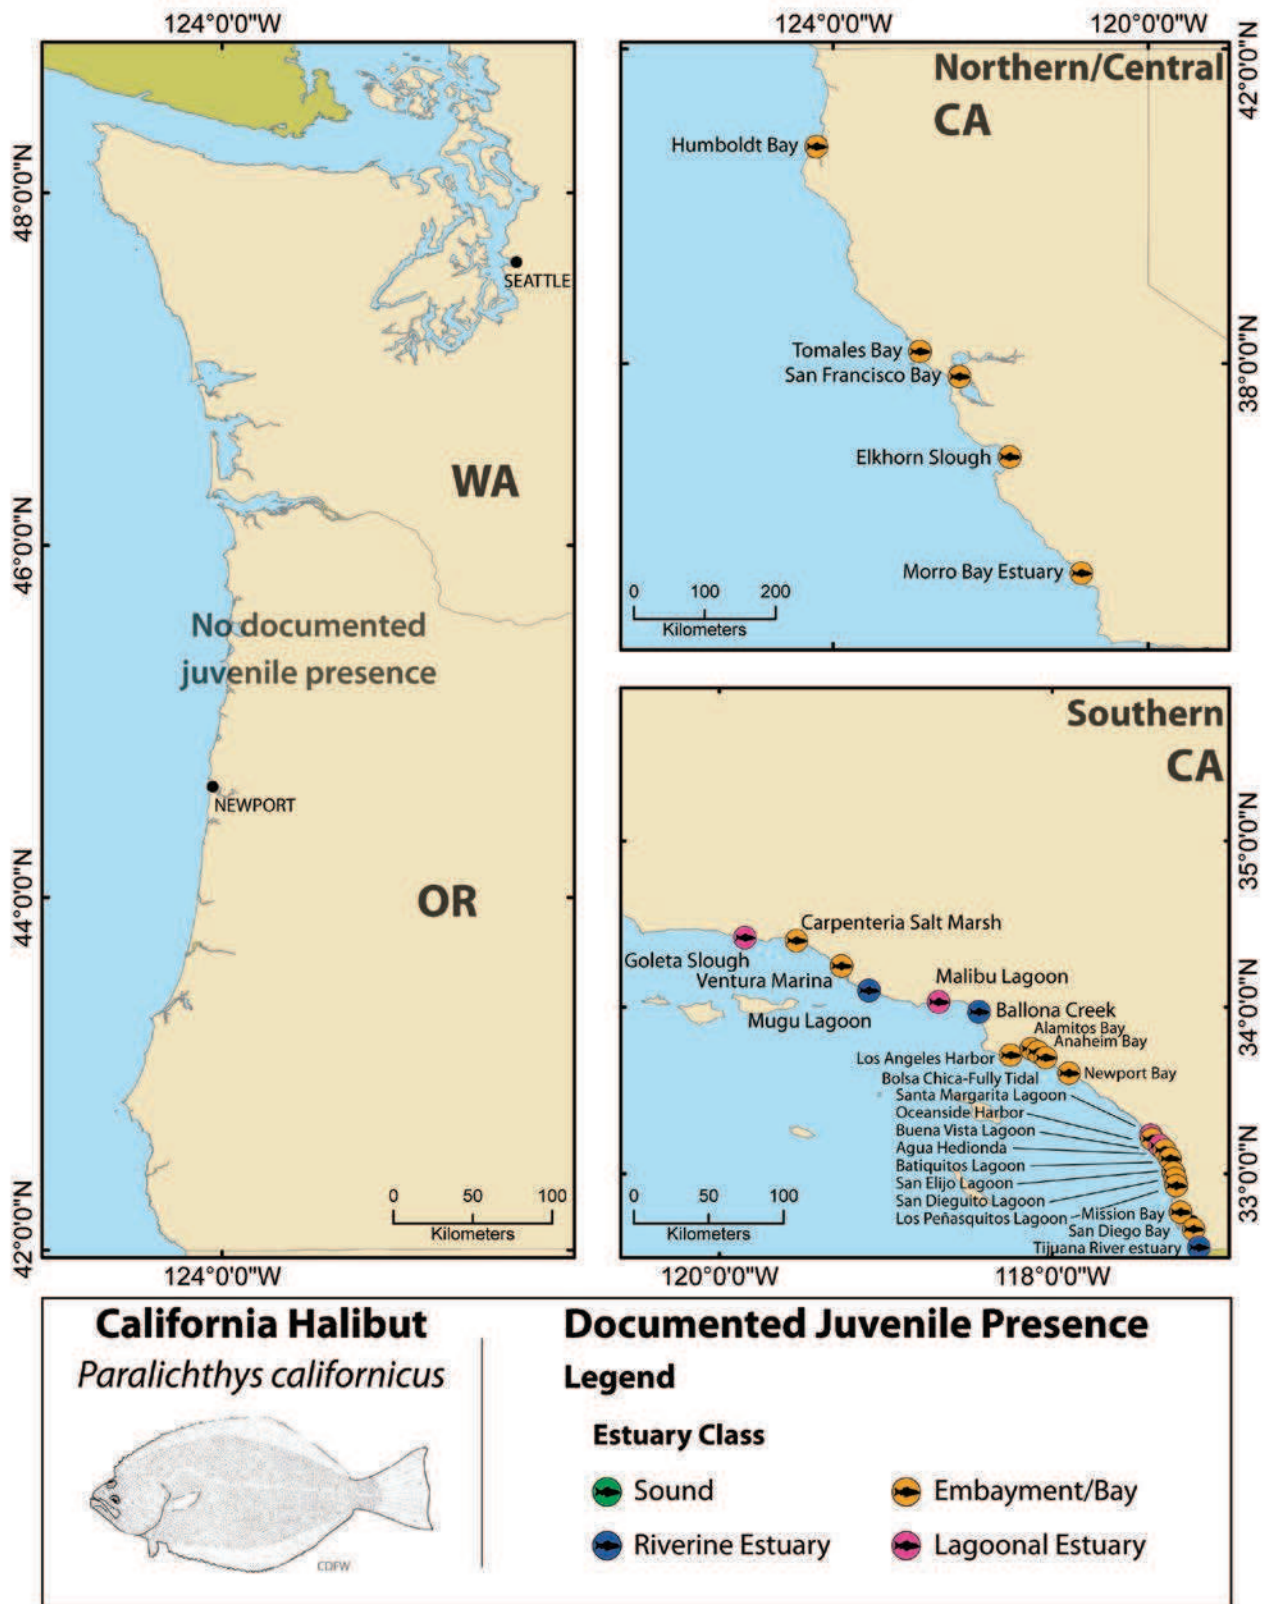 124°0'0"W
48°0'0"N
46°0'0"N
44°0'0"N
42°0'0"N
SEATTLE
WA
No documented
juvenile presence
NEWPORT
OR
0 50 100
Kilometers
124°0'0"W
124°0'0"W 120°0'0"W
Northern/Central
CA
42°0'0"N
38°0'0"N
Humboldt Bay
Tomales Bay
San Francisco Bay
Elkhorn Slough
Morro Bay Estuary
0 100 200
Kilometers
Southern
CA
35°0'0"N
34°0'0"N
33°0'0"N
Carpenteria Salt Marsh
Goleta Slough
Ventura Marina
Malibu Lagoon
Mugu Lagoon
Ballona Creek
Alamitos Bay
Anaheim Bay
Los Angeles Harbor
Newport Bay
Bolsa Chica-Fully Tidal
Santa Margarita Lagoon
Oceanside Harbor
Buena Vista Lagoon
Agua Hedionda
Batiquitos Lagoon
San Elijo Lagoon
San Dieguito Lagoon
Los Peñasquitos Lagoon
Mission Bay
San Diego Bay
Tijuana River estuary
0 50 100
Kilometers
120°0'0"W 118°0'0"W
California Halibut
Paralichthys californicus
CDFW
Documented Juvenile Presence
Legend
Estuary Class
Sound
Embayment/Bay
Riverine Estuary
Lagoonal Estuary